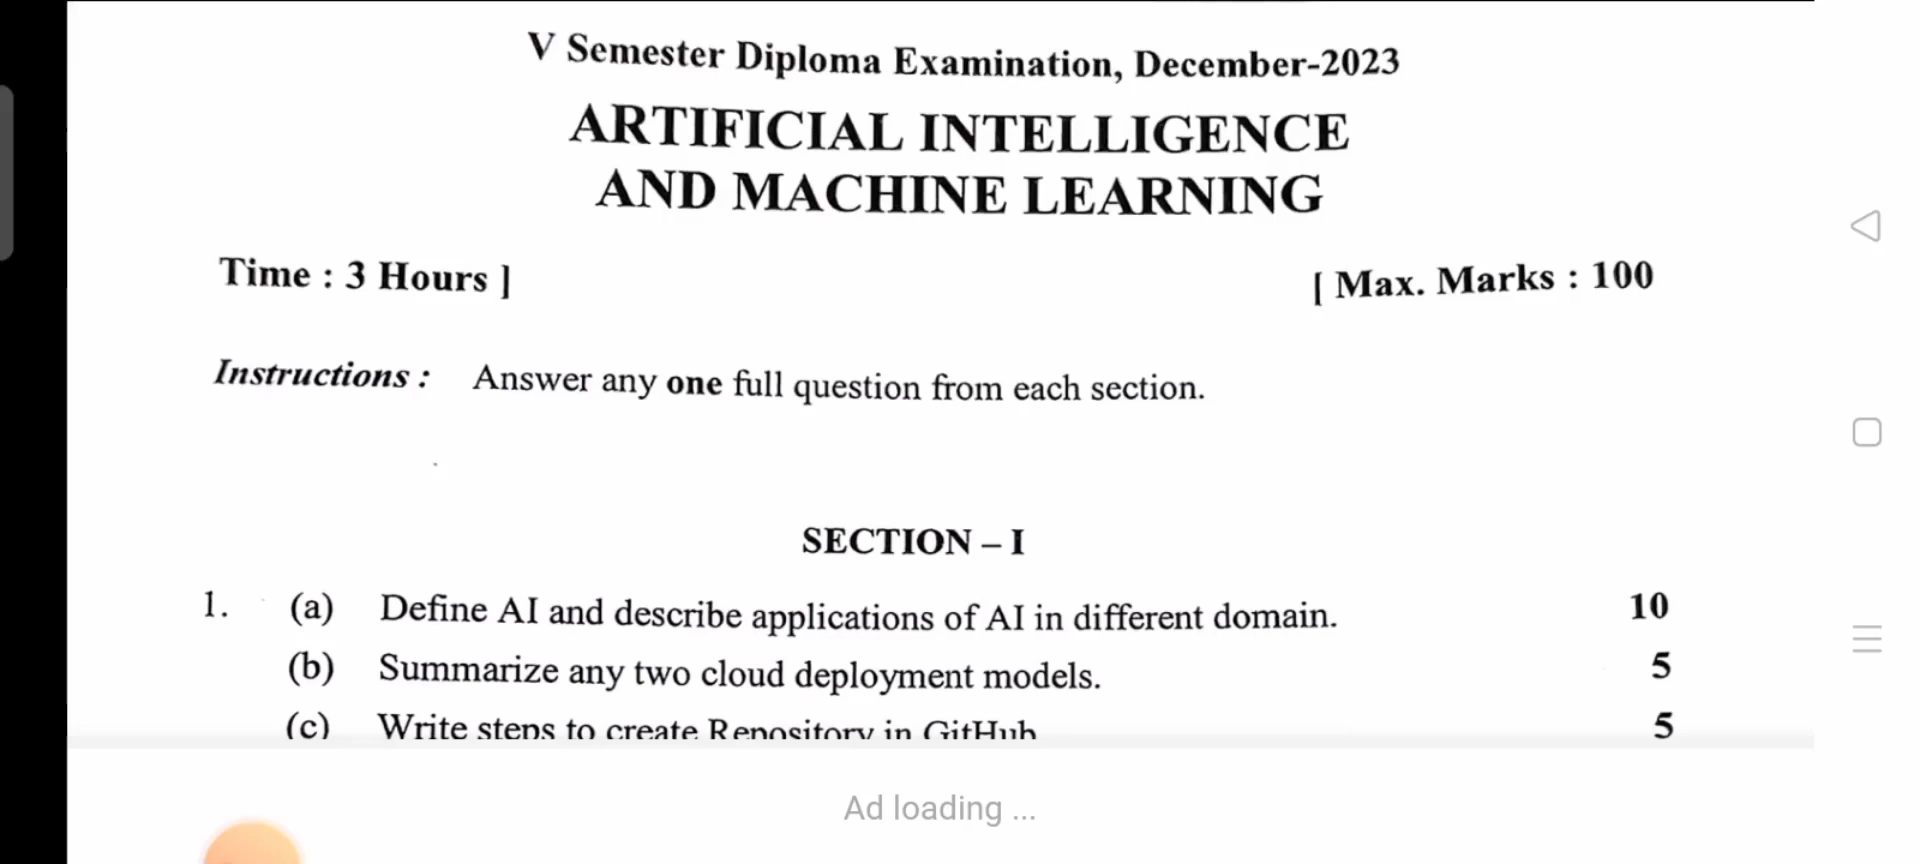 V Semester Diploma Examination, December-2023
ARTIFICIAL INTELLIGENCE
AND MACHINE LEARNING
Time : 3 Hours ] [ Max. Marks : 100
Instructions : Answer any one full question from each section.
SECTION – I
1. (a) Define AI and describe applications of AI in different domain. 10
(b) Summarize any two cloud deployment models. 5
(c) Write steps to create Repository in GitHub 5
Ad loading ...